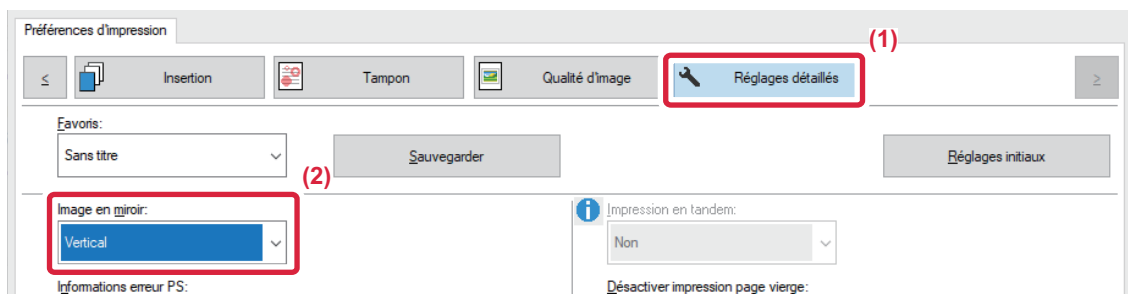 Préférences d'impression
(1)
≤ Insertion Tampon Qualité d'image Réglages détaillés ≥
Favoris:
Sans titre Sauvegarder Réglages initiaux
(2)
Image en miroir: Impression en tandem:
Vertical Non
Informations erreur PS: Désactiver impression page vierge: